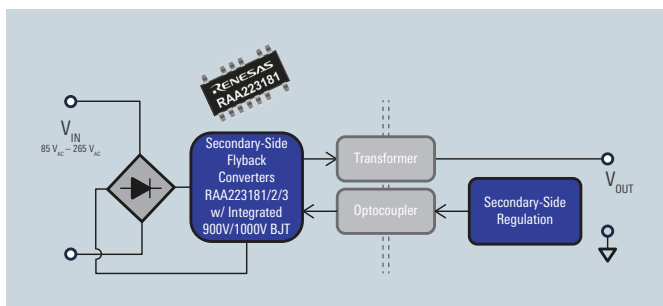 RENESAS
RAA223181
V_IN
85 V_AC – 265 V_AC
Secondary-Side
Flyback
Converters
RAA223181/2/3
w/ Integrated
900V/1000V BJT
Transformer
Optocoupler
Secondary-Side
Regulation
V_OUT